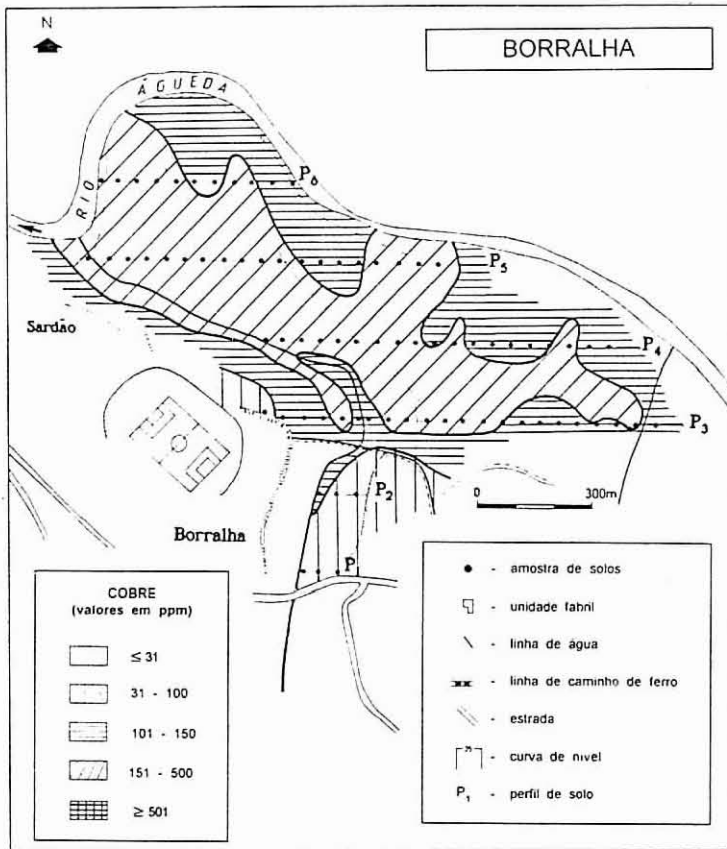 N
BORRALHA
RIO ÁGUEDA
P6
P5
Sardão
P4
P3
P2
0 300m
Borralha
P
COBRE
(valores em ppm)
≤ 31
31 - 100
101 - 150
151 - 500
≥ 501
• - amostra de solos
- unidade fabril
- linha de água
- linha de caminho de ferro
- estrada
- curva de nível
P1 - perfil de solo